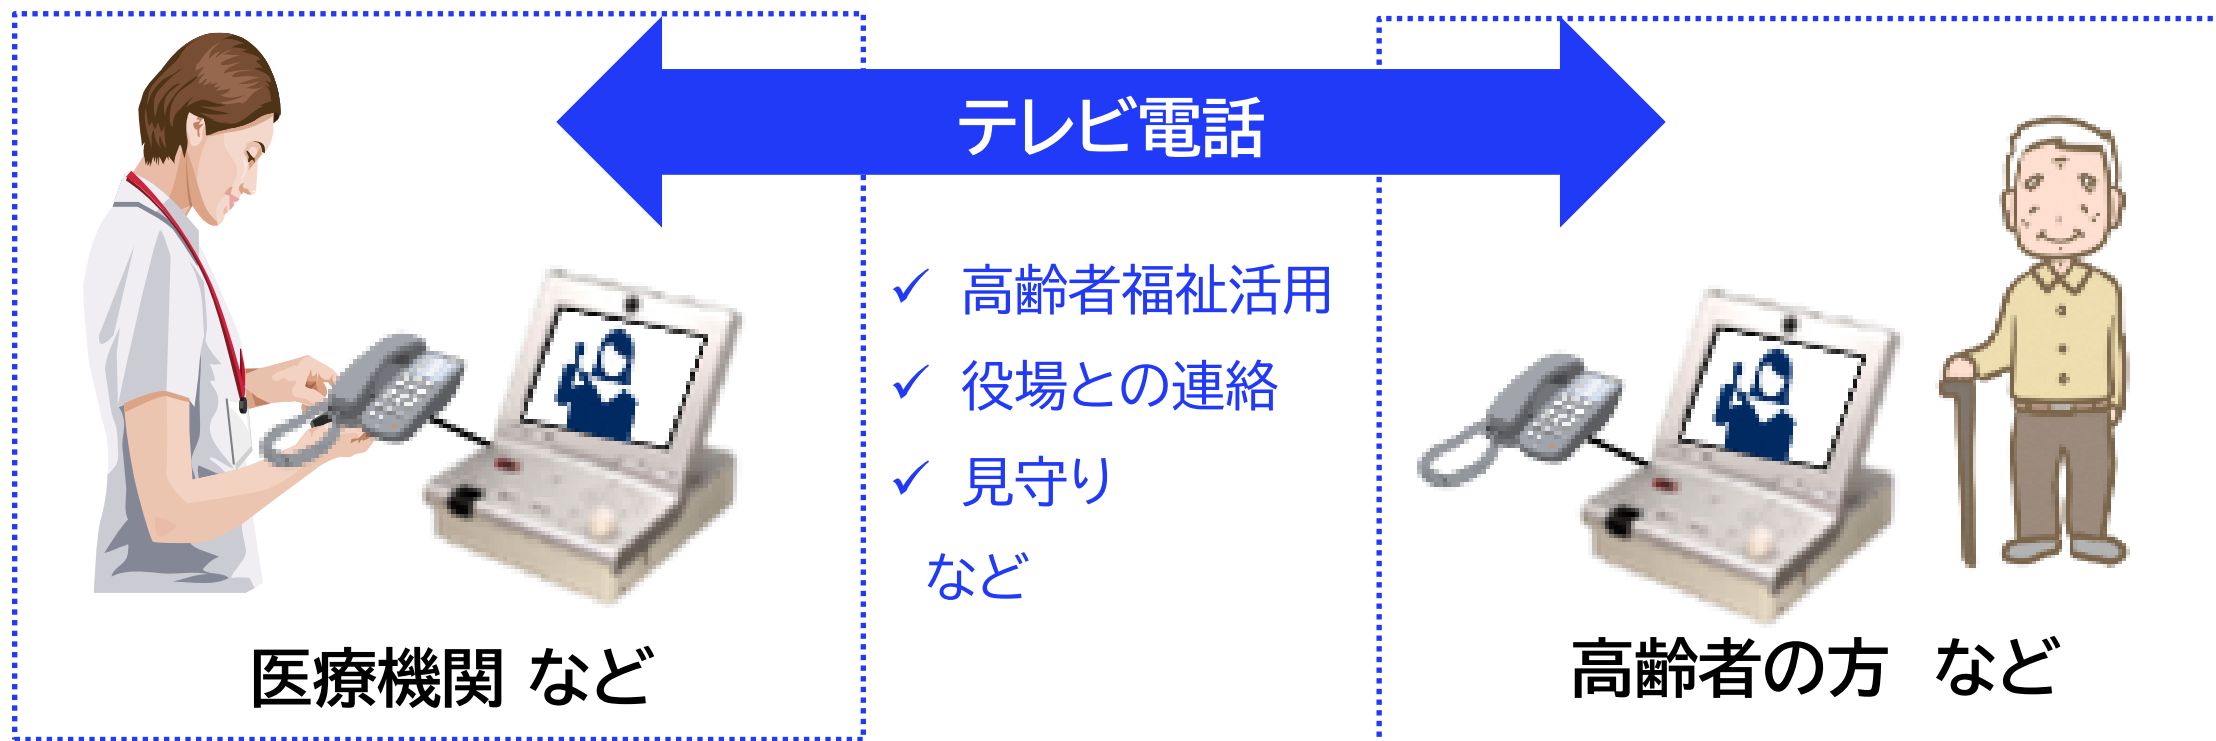 テレビ電話
✓ 高齢者福祉活用
✓ 役場との連絡
✓ 見守り
など
医療機関 など
高齢者の方 など